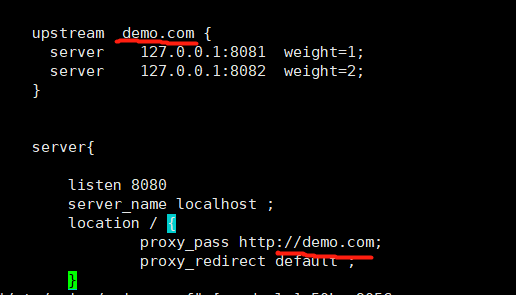 upstream demo.com {
server 127.0.0.1:8081 weight=1;
server 127.0.0.1:8082 weight=2;
}
server{
listen 8080
server_name localhost ;
location / {
proxy_pass http://demo.com;
proxy_redirect default ;
}